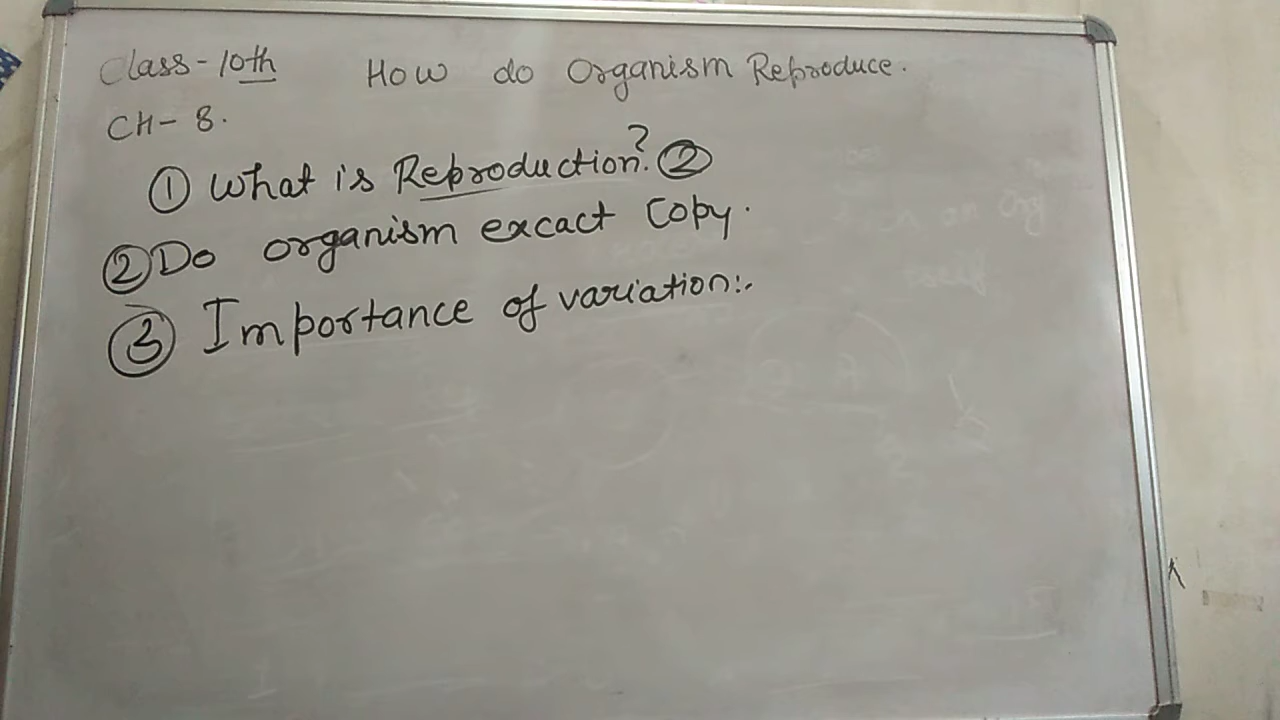 Class-10th How do Organism Reproduce.
CH-8.
① What is Reproduction? ②
② Do organism excact Copy.
③ Importance of variation:.